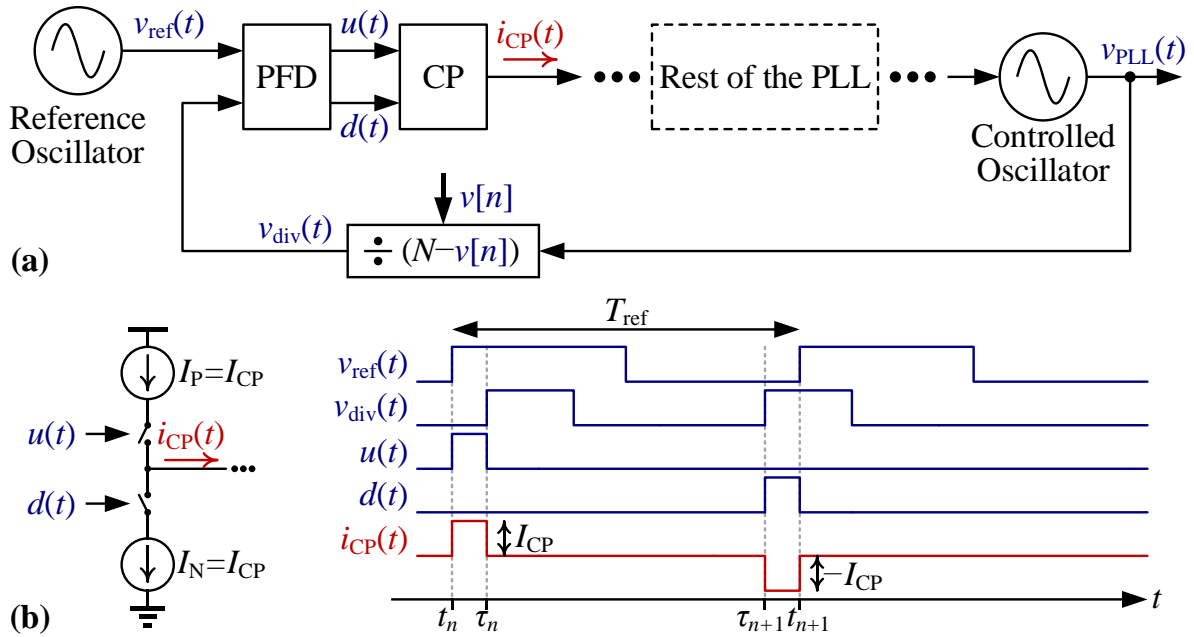 (a)
v_ref(t)
u(t)
i_CP(t)
v_PLL(t)
PFD
CP
Rest of the PLL
d(t)
Reference
Oscillator
Controlled
Oscillator
v[n]
v_div(t)
÷ (N−v[n])
(b)
I_P=I_CP
u(t)
i_CP(t)
d(t)
I_N=I_CP
T_ref
v_ref(t)
v_div(t)
u(t)
d(t)
i_CP(t)
I_CP
−I_CP
t_n τ_n τ_n+1 t_n+1 t